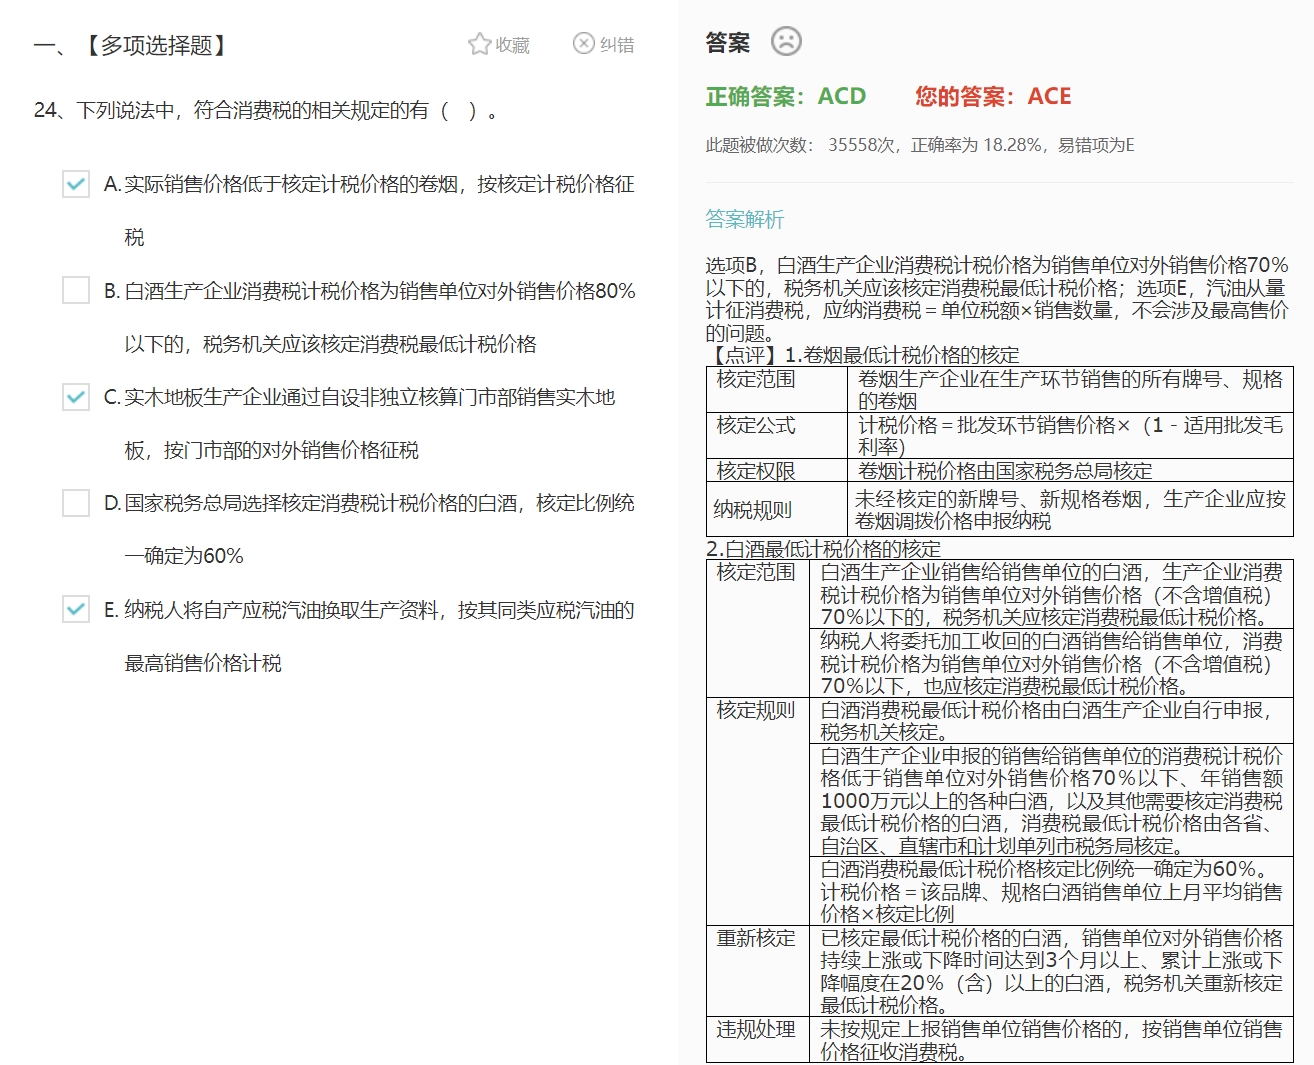 一、【多项选择题】
收藏
纠错
24、下列说法中，符合消费税的相关规定的有（　）。
A.实际销售价格低于核定计税价格的卷烟，按核定计税价格征
税
B.白酒生产企业消费税计税价格为销售单位对外销售价格80%
以下的，税务机关应该核定消费税最低计税价格
C.实木地板生产企业通过自设非独立核算门市部销售实木地
板，按门市部的对外销售价格征税
D.国家税务总局选择核定消费税计税价格的白酒，核定比例统
一确定为60%
E.纳税人将自产应税汽油换取生产资料，按其同类应税汽油的
最高销售价格计税
答案
正确答案：ACD
您的答案：ACE
此题被做次数： 35558次，正确率为 18.28%，易错项为E
答案解析
选项B，白酒生产企业消费税计税价格为销售单位对外销售价格70%
以下的，税务机关应该核定消费税最低计税价格；选项E，汽油从量
计征消费税，应纳消费税＝单位税额×销售数量，不会涉及最高售价
的问题。
【点评】1.卷烟最低计税价格的核定
核定范围
卷烟生产企业在生产环节销售的所有牌号、规格
的卷烟
核定公式
计税价格＝批发环节销售价格×（1－适用批发毛
利率）
核定权限
卷烟计税价格由国家税务总局核定
纳税规则
未经核定的新牌号、新规格卷烟，生产企业应按
卷烟调拨价格申报纳税
2.白酒最低计税价格的核定
核定范围
白酒生产企业销售给销售单位的白酒，生产企业消费
税计税价格为销售单位对外销售价格（不含增值税）
70%以下的，税务机关应核定消费税最低计税价格。
纳税人将委托加工收回的白酒销售给销售单位，消费
税计税价格为销售单位对外销售价格（不含增值税）
70%以下，也应核定消费税最低计税价格。
核定规则
白酒消费税最低计税价格由白酒生产企业自行申报，
税务机关核定。
白酒生产企业申报的销售给销售单位的消费税计税价
格低于销售单位对外销售价格70%以下、年销售额
1000万元以上的各种白酒，以及其他需要核定消费税
最低计税价格的白酒，消费税最低计税价格由各省、
自治区、直辖市和计划单列市税务局核定。
白酒消费税最低计税价格核定比例统一确定为60%。
计税价格＝该品牌、规格白酒销售单位上月平均销售
价格×核定比例
重新核定
已核定最低计税价格的白酒，销售单位对外销售价格
持续上涨或下降时间达到3个月以上、累计上涨或下
降幅度在20%（含）以上的白酒，税务机关重新核定
最低计税价格。
违规处理
未按规定上报销售单位销售价格的，按销售单位销售
价格征收消费税。